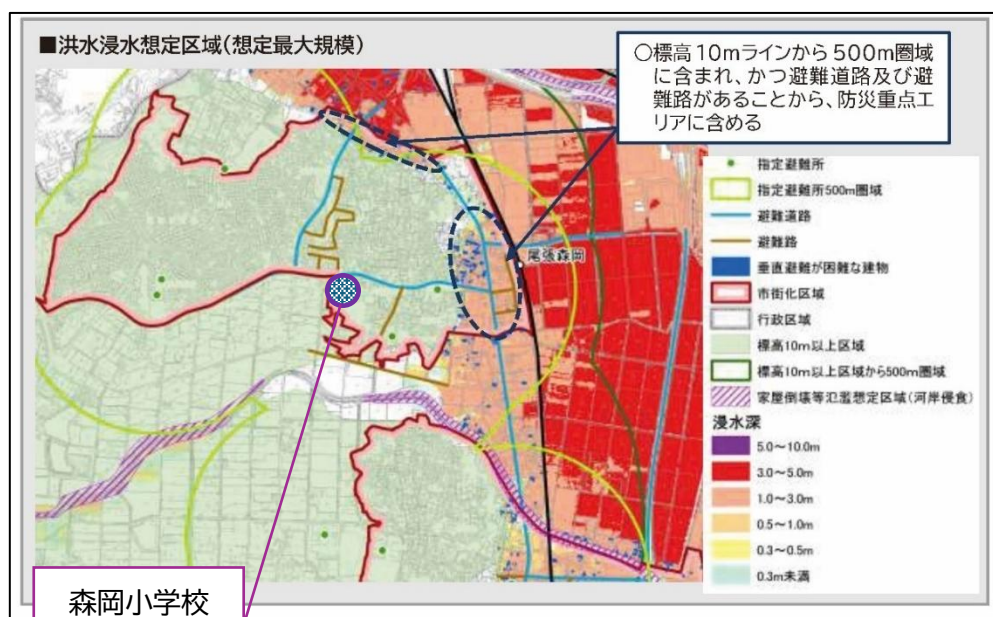 ■洪水浸水想定区域(想定最大規模)
○標高10mラインから500m圏域
に含まれ、かつ避難道路及び避
難路があることから、防災重点エ
リアに含める
指定避難所
指定避難所500m圏域
避難道路
避難路
垂直避難が困難な建物
市街化区域
行政区域
標高10m以上区域
標高10m以上区域から500m圏域
家屋倒壊等氾濫想定区域(河岸侵食)
浸水深
5.0～10.0m
3.0～5.0m
1.0～3.0m
0.5～1.0m
0.3～0.5m
0.3m未満
尾張森岡
森岡小学校